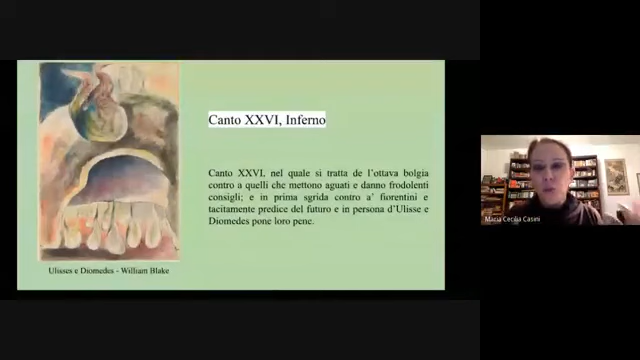 Canto XXVI, Inferno
Canto XXVI, nel quale si tratta de l'ottava bolgia
contro a quelli che mettono aguati e danno frodolenti
consigli; e in prima sgrida contro a' fiorentini e
tacitamente predice del futuro e in persona d'Ulisse e
Diomedes pone loro pene.
Ulisses e Diomedes - William Blake
Maria Cecilia Casini